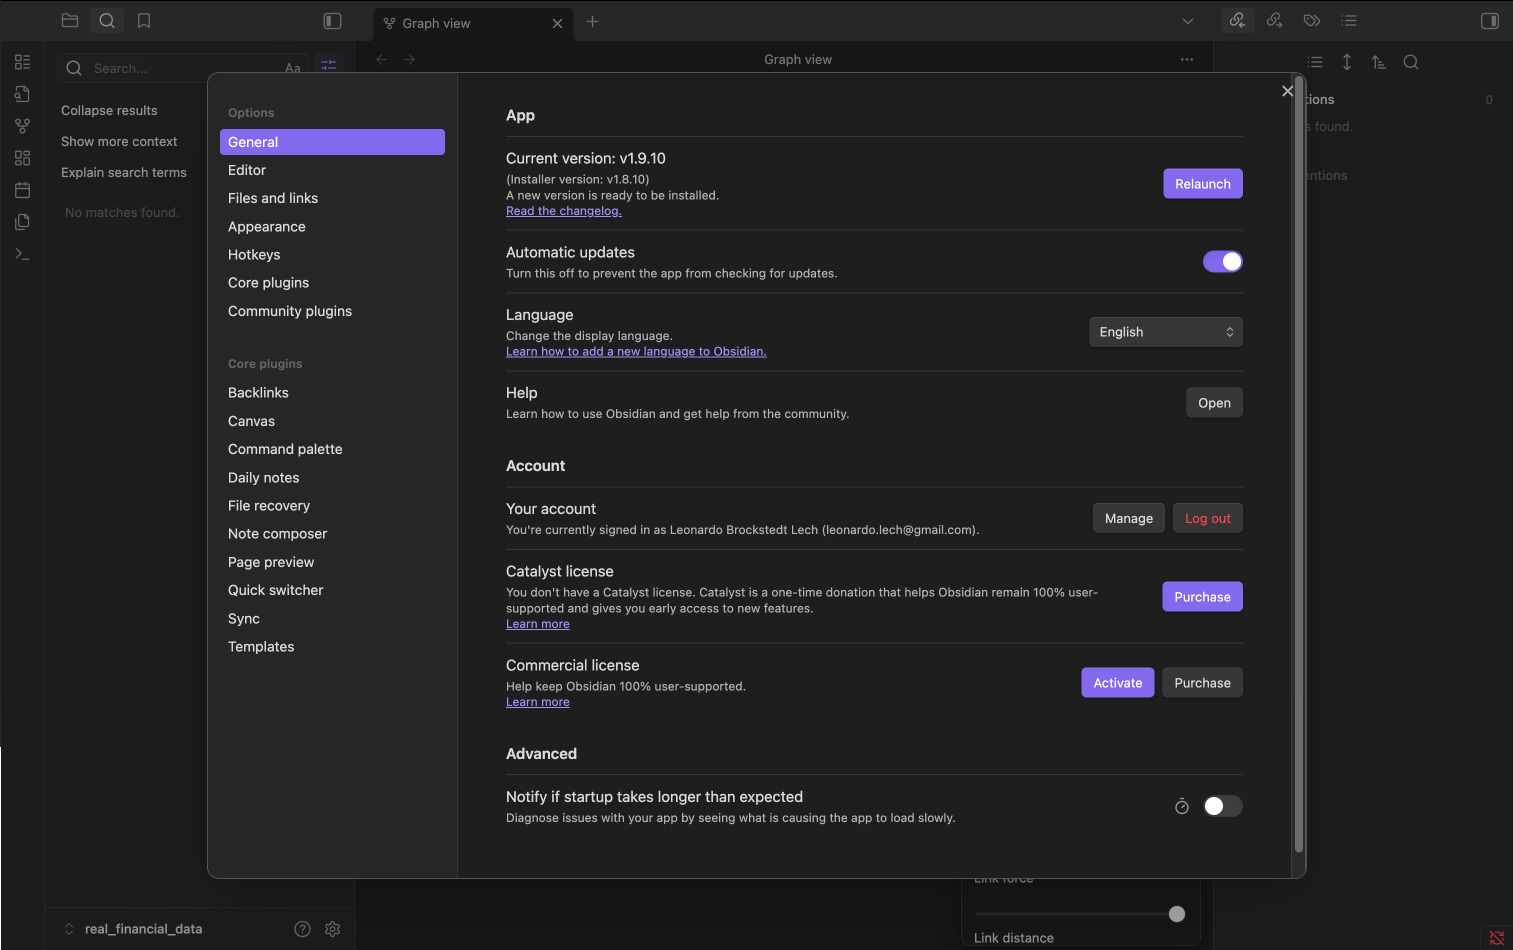 Graph view
Graph view
Search...
Aa
Collapse results
Show more context
Explain search terms
No matches found.
Options
General
Editor
Files and links
Appearance
Hotkeys
Core plugins
Community plugins
Core plugins
Backlinks
Canvas
Command palette
Daily notes
File recovery
Note composer
Page preview
Quick switcher
Sync
Templates
App
Current version: v1.9.10
(Installer version: v1.8.10)
A new version is ready to be installed.
Read the changelog.
Relaunch
Automatic updates
Turn this off to prevent the app from checking for updates.
Language
Change the display language.
Learn how to add a new language to Obsidian.
English
Help
Learn how to use Obsidian and get help from the community.
Open
Account
Your account
You're currently signed in as Leonardo Brockstedt Lech (leonardo.lech@gmail.com).
Manage
Log out
Catalyst license
You don't have a Catalyst license. Catalyst is a one-time donation that helps Obsidian remain 100% user-
supported and gives you early access to new features.
Learn more
Purchase
Commercial license
Help keep Obsidian 100% user-supported.
Learn more
Activate
Purchase
Advanced
Notify if startup takes longer than expected
Diagnose issues with your app by seeing what is causing the app to load slowly.
tions
0
s found.
entions
Link force
Link distance
real_financial_data